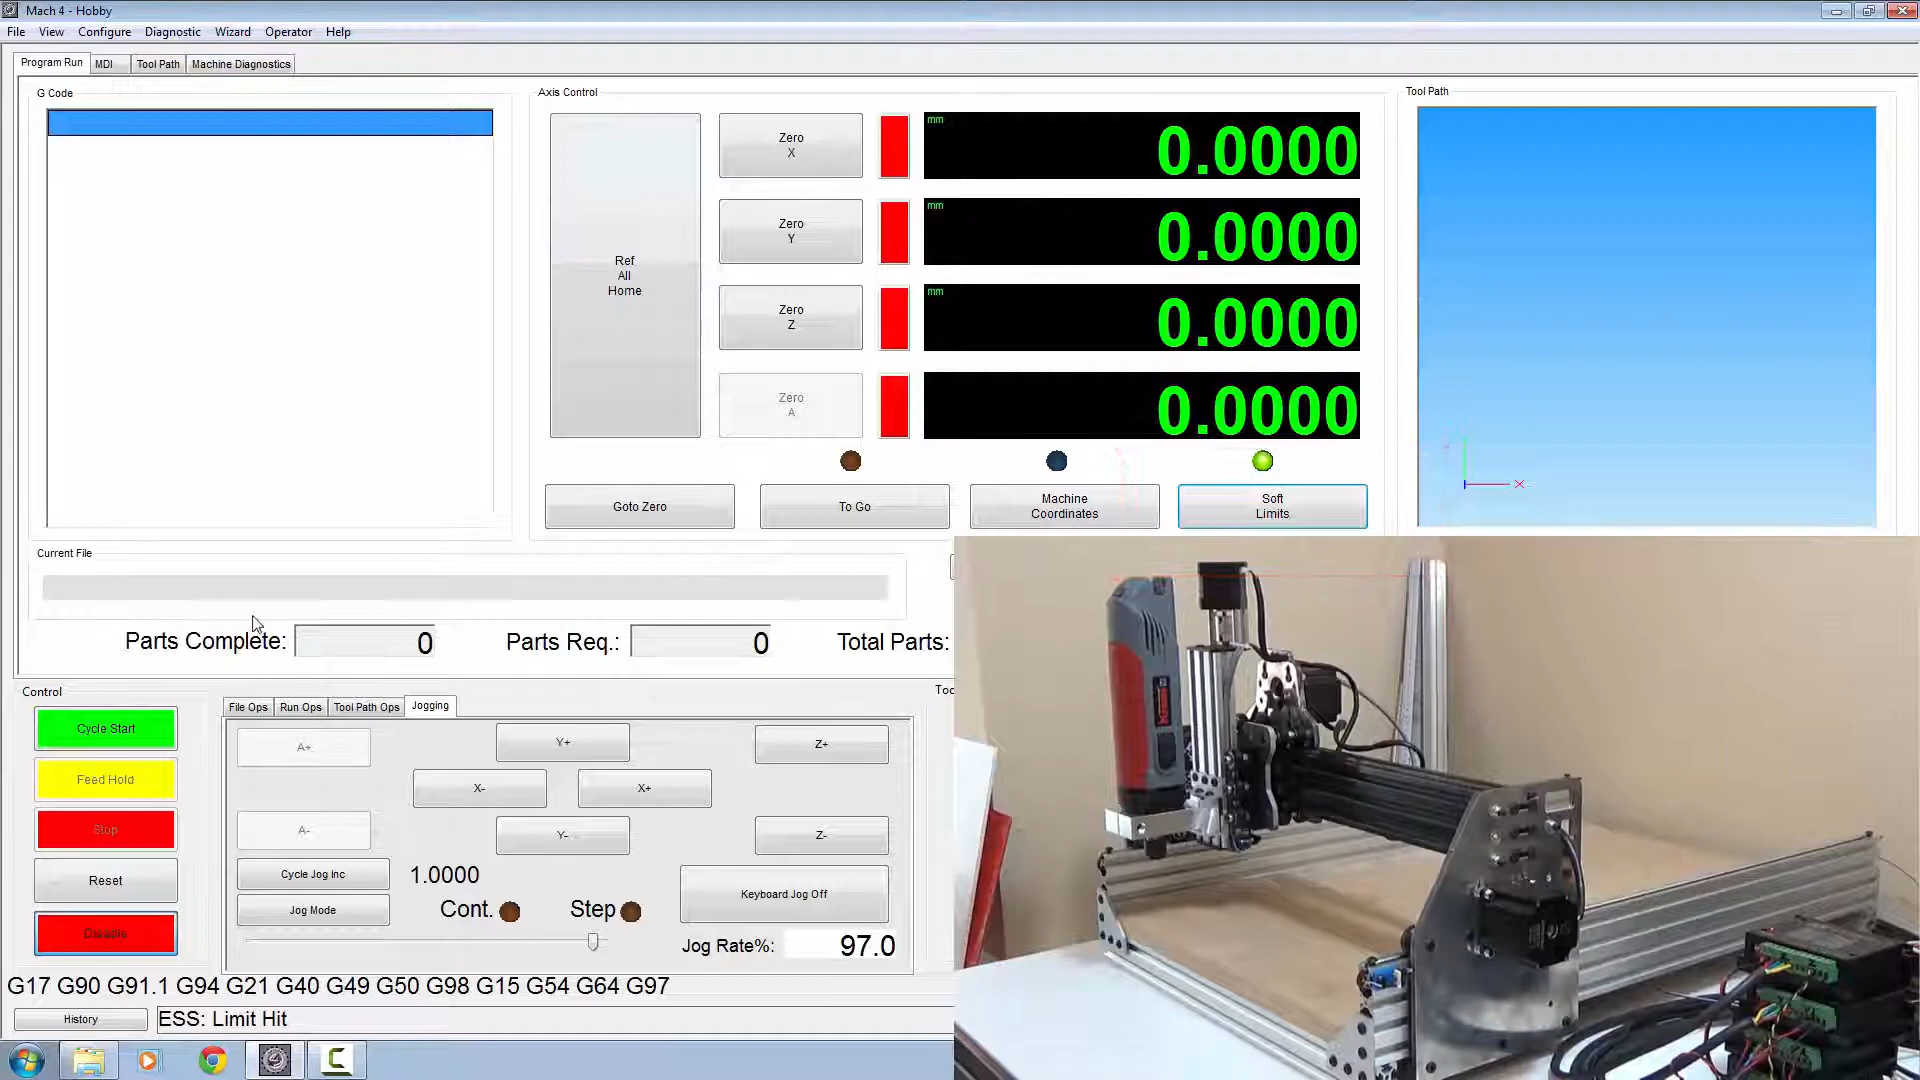 Mach 4 - Hobby
File View Configure Diagnostic Wizard Operator Help
Program Run MDI Tool Path Machine Diagnostics
G Code
Axis Control
Tool Path
Ref
All
Home
Zero
X
mm
0.0000
Zero
Y
mm
0.0000
Zero
Z
mm
0.0000
Zero
A
0.0000
Goto Zero
To Go
Machine
Coordinates
Soft
Limits
Current File
Parts Complete: 0
Parts Req.: 0
Total Parts:
Control
Cycle Start
Feed Hold
Stop
Reset
Disable
File Ops Run Ops Tool Path Ops Jogging
A+
Y+
Z+
X-
X+
A-
Y-
Z-
Cycle Jog Inc
1.0000
Jog Mode
Cont.
Step
Keyboard Jog Off
Jog Rate%: 97.0
G17 G90 G91.1 G94 G21 G40 G49 G50 G98 G15 G54 G64 G97
History
ESS: Limit Hit